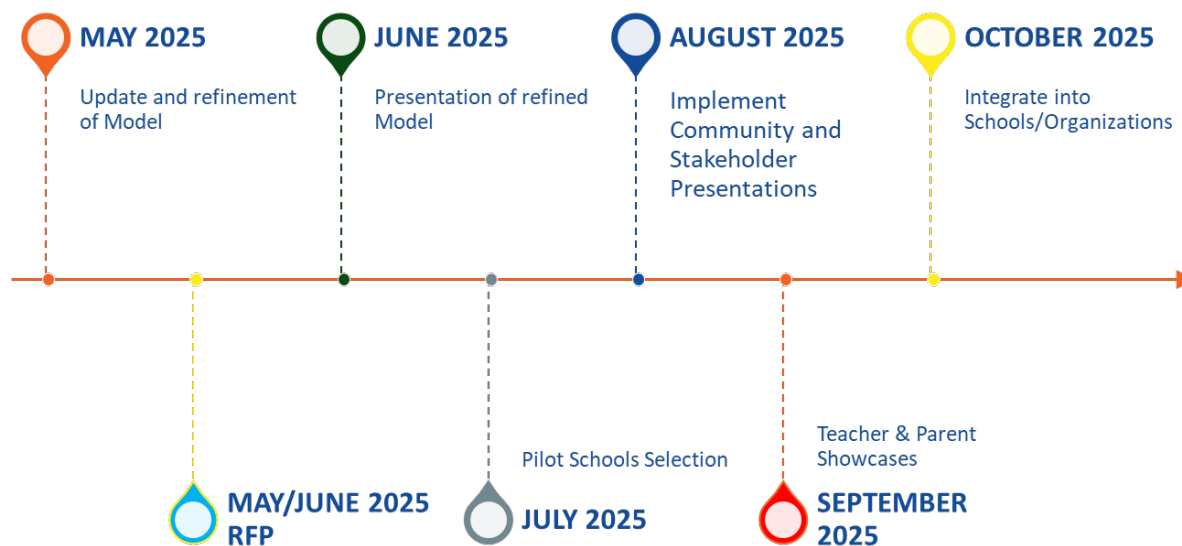 MAY 2025
Update and refinement
of Model
JUNE 2025
Presentation of refined
Model
AUGUST 2025
Implement
Community and
Stakeholder
Presentations
OCTOBER 2025
Integrate into
Schools/Organizations
MAY/JUNE 2025
RFP
Pilot Schools Selection
JULY 2025
Teacher & Parent
Showcases
SEPTEMBER
2025